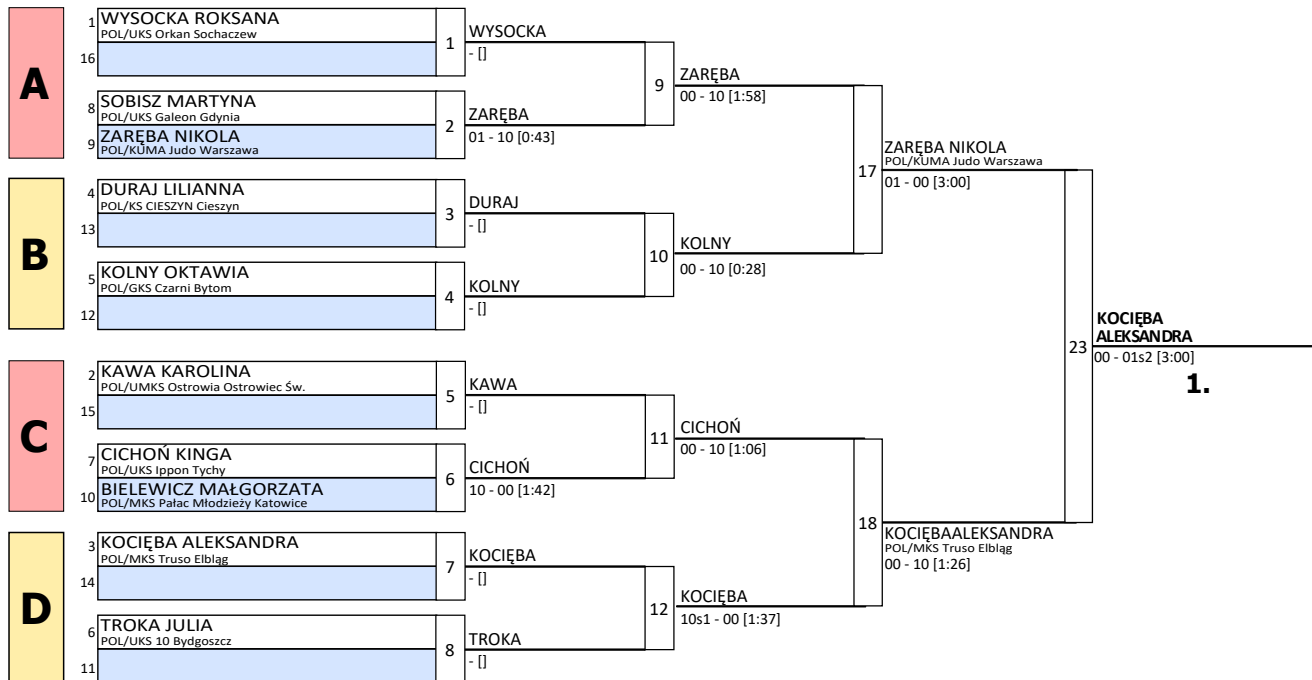 A
1 WYSOCKA ROKSANA
POL/UKS Orkan Sochaczew
16
1
WYSOCKA
- []
8 SOBISZ MARTYNA
POL/UKS Galeon Gdynia
9 ZARĘBA NIKOLA
POL/KUMA Judo Warszawa
2
ZARĘBA
01 - 10 [0:43]
9
ZARĘBA
00 - 10 [1:58]
B
4 DURAJ LILIANNA
POL/KS CIESZYN Cieszyn
13
3
DURAJ
- []
5 KOLNY OKTAWIA
POL/GKS Czarni Bytom
12
4
KOLNY
- []
10
KOLNY
00 - 10 [0:28]
17
ZARĘBA NIKOLA
POL/KUMA Judo Warszawa
01 - 00 [3:00]
C
2 KAWA KAROLINA
POL/UMKS Ostrowia Ostrowiec Św.
15
5
KAWA
- []
7 CICHOŃ KINGA
POL/UKS Ippon Tychy
10 BIELEWICZ MAŁGORZATA
POL/MKS Pałac Młodzieży Katowice
6
CICHOŃ
10 - 00 [1:42]
11
CICHOŃ
00 - 10 [1:06]
D
3 KOCIĘBA ALEKSANDRA
POL/MKS Truso Elbląg
14
7
KOCIĘBA
- []
6 TROKA JULIA
POL/UKS 10 Bydgoszcz
11
8
TROKA
- []
12
KOCIĘBA
10s1 - 00 [1:37]
18
KOCIĘBAALEKSANDRA
POL/MKS Truso Elbląg
00 - 10 [1:26]
23
KOCIĘBA
ALEKSANDRA
00 - 01s2 [3:00]
1.